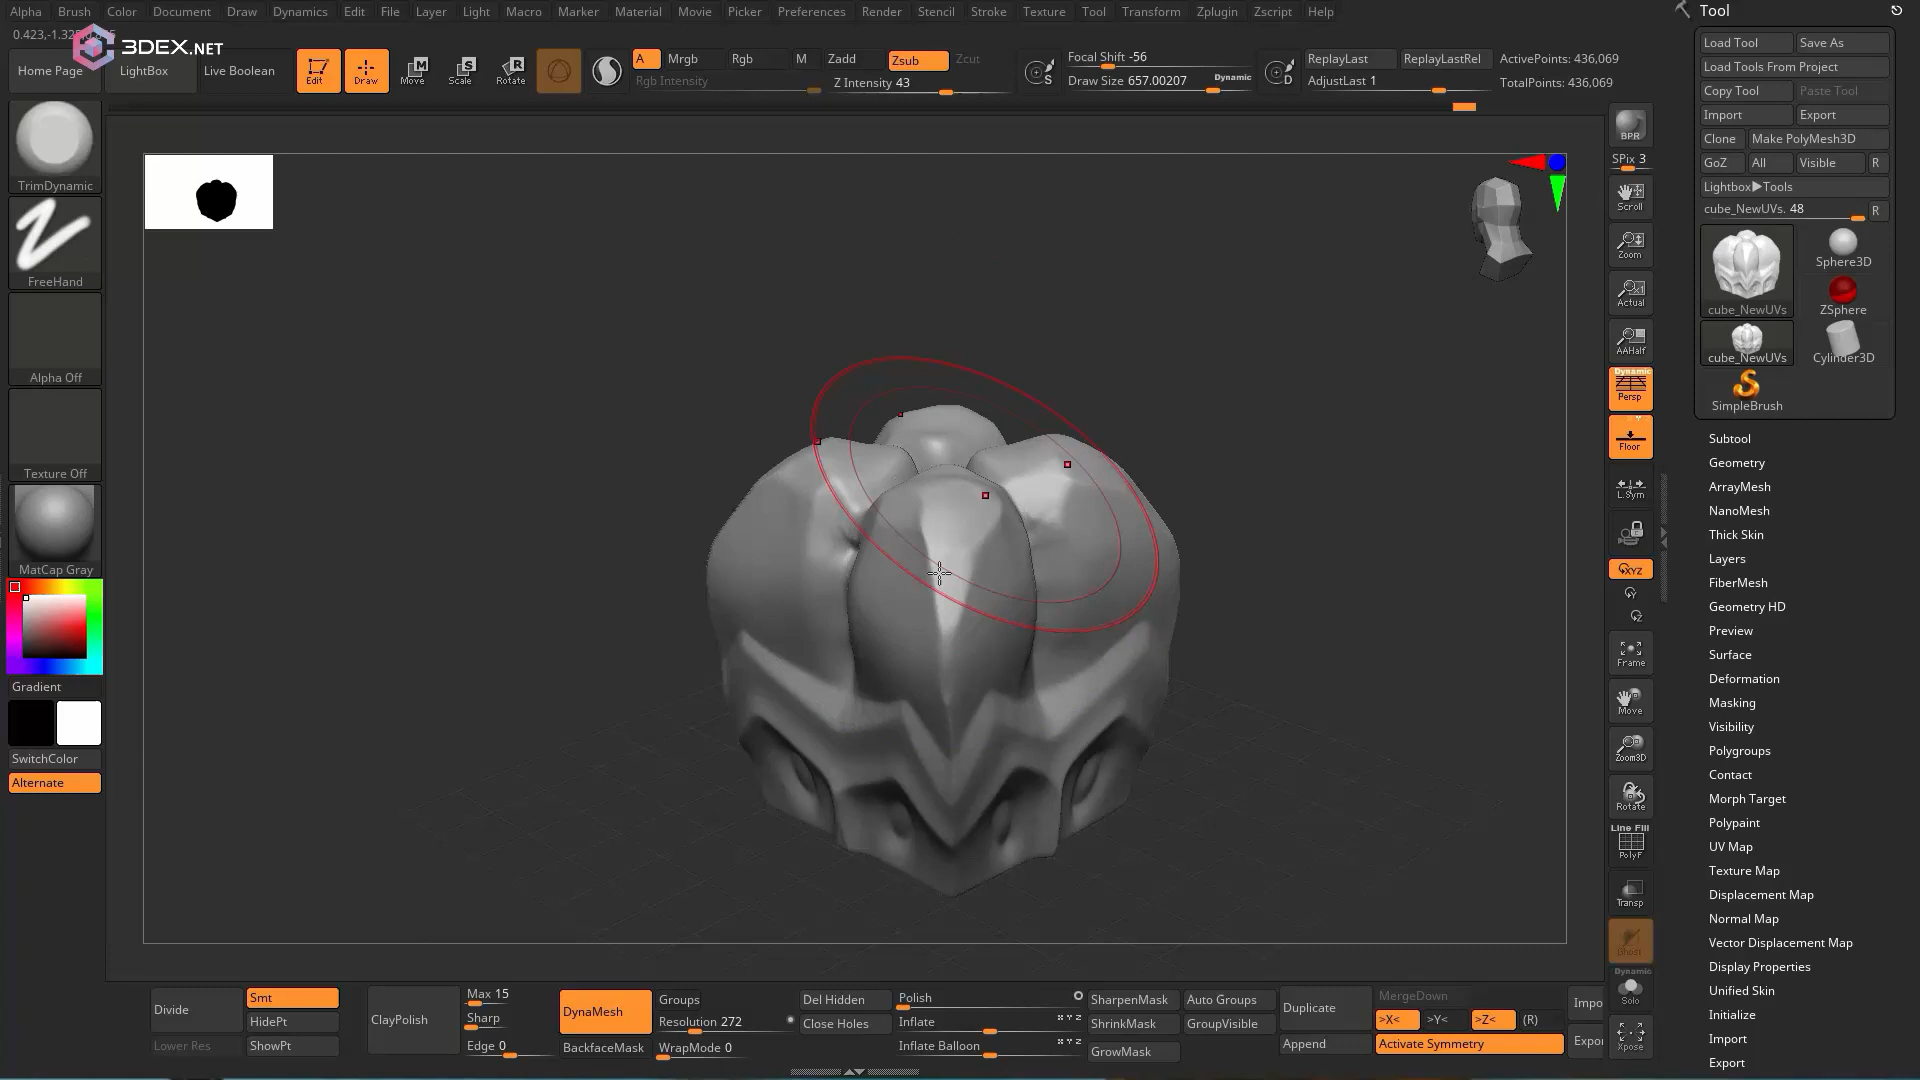 Alpha Brush Color Document Draw Dynamics Edit File Layer Light Macro Marker Material Movie Picker Preferences Render Stencil Stroke Texture Tool Transform Zplugin Zscript Help
3DEX.NET
Home Page LightBox Live Boolean
Edit Draw Move Scale Rotate
A Mrgb Rgb M Zadd Zsub Zcut
Rgb Intensity Z Intensity 43
Focal Shift -56
Draw Size 657.00207 Dynamic
ReplayLast ReplayLastRel
AdjustLast 1
ActivePoints: 436,069
TotalPoints: 436,069
TrimDynamic
FreeHand
Alpha Off
Texture Off
MatCap Gray
Gradient
SwitchColor
Alternate
BPR
SPix 3
Scroll
Zoom
Actual
AAHalf
Dynamic
Persp
Floor
L.Sym
XYZ
Y
Z
Frame
Move
Zoom3D
Rotate
Line Fill
PolyF
Transp
Ghost
Dynamic
Solo
Xpose
Tool
Load Tool Save As
Load Tools From Project
Copy Tool Paste Tool
Import Export
Clone Make PolyMesh3D
GoZ All Visible R
Lightbox▶Tools
cube_NewUVs. 48 R
cube_NewUVs
Sphere3D
ZSphere
cube_NewUVs
Cylinder3D
SimpleBrush
Subtool
Geometry
ArrayMesh
NanoMesh
Thick Skin
Layers
FiberMesh
Geometry HD
Preview
Surface
Deformation
Masking
Visibility
Polygroups
Contact
Morph Target
Polypaint
UV Map
Texture Map
Displacement Map
Normal Map
Vector Displacement Map
Display Properties
Unified Skin
Initialize
Import
Export
Divide Smt
HidePt
Lower Res ShowPt
ClayPolish
Max 15
Sharp
Edge 0
DynaMesh Groups
Resolution 272
BackfaceMask WrapMode 0
Del Hidden
Close Holes
Polish
Inflate
Inflate Balloon
SharpenMask Auto Groups
ShrinkMask GroupVisible
GrowMask
Duplicate MergeDown
>X< >Y< >Z< (R)
Append Activate Symmetry
Impo
Expo